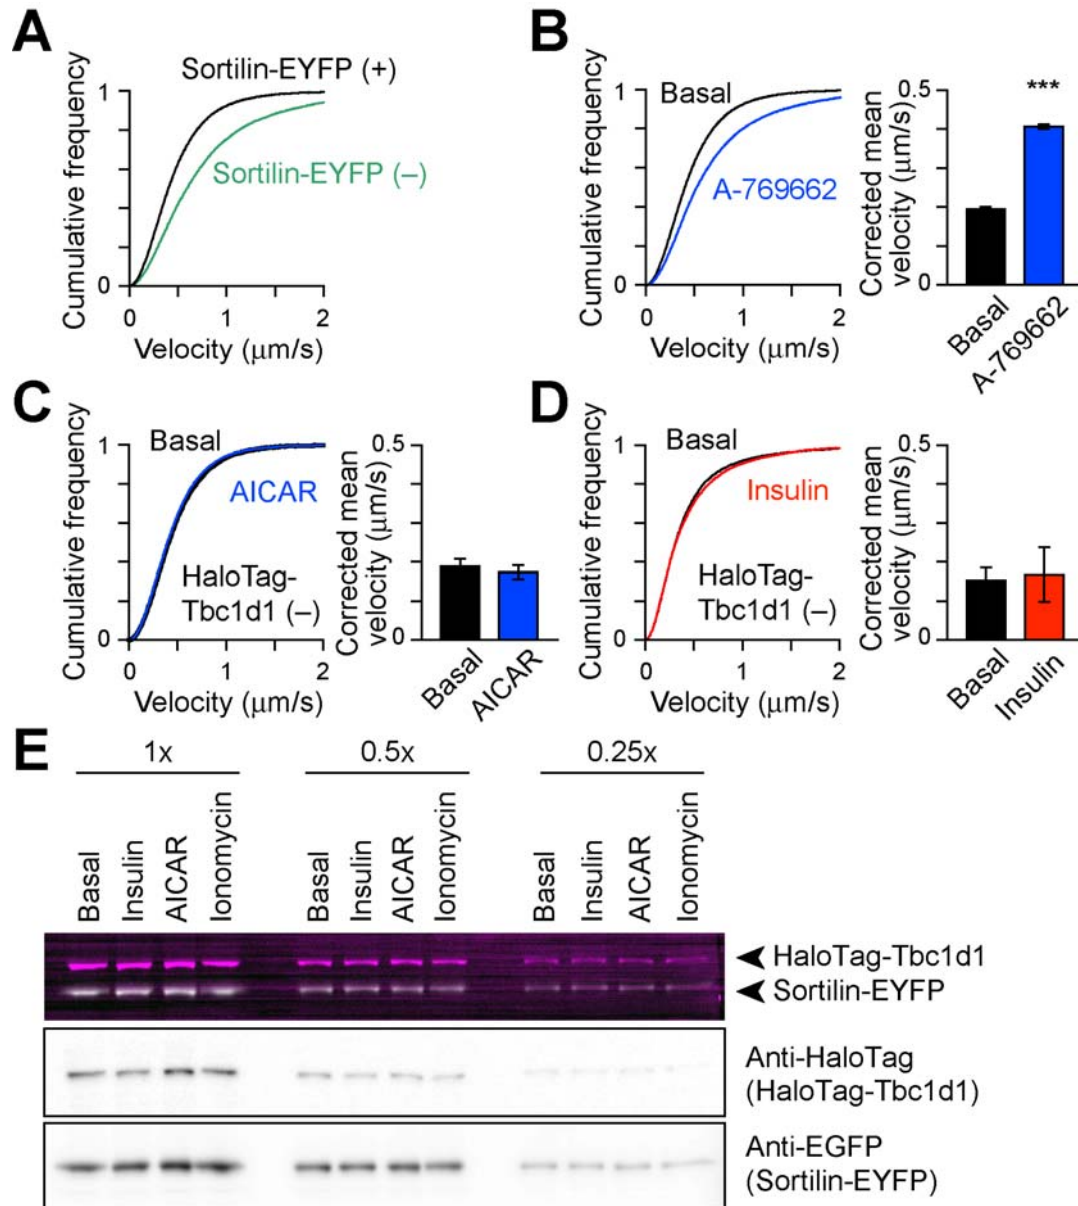 A
Sortilin-EYFP (+)
Sortilin-EYFP (–)
Cumulative frequency
1
0
0
1
2
Velocity (μm/s)
B
Basal
A-769662
Cumulative frequency
1
0
0
1
2
Velocity (μm/s)
Corrected mean
velocity (μm/s)
0.5
0
***
Basal
A-769662
C
Basal
AICAR
HaloTag-
Tbc1d1 (–)
Cumulative frequency
1
0
0
1
2
Velocity (μm/s)
Corrected mean
velocity (μm/s)
0.5
0
Basal
AICAR
D
Basal
Insulin
HaloTag-
Tbc1d1 (–)
Cumulative frequency
1
0
0
1
2
Velocity (μm/s)
Corrected mean
velocity (μm/s)
0.5
0
Basal
Insulin
E
1x
0.5x
0.25x
Basal
Insulin
AICAR
Ionomycin
Basal
Insulin
AICAR
Ionomycin
Basal
Insulin
AICAR
Ionomycin
HaloTag-Tbc1d1
Sortilin-EYFP
Anti-HaloTag
(HaloTag-Tbc1d1)
Anti-EGFP
(Sortilin-EYFP)